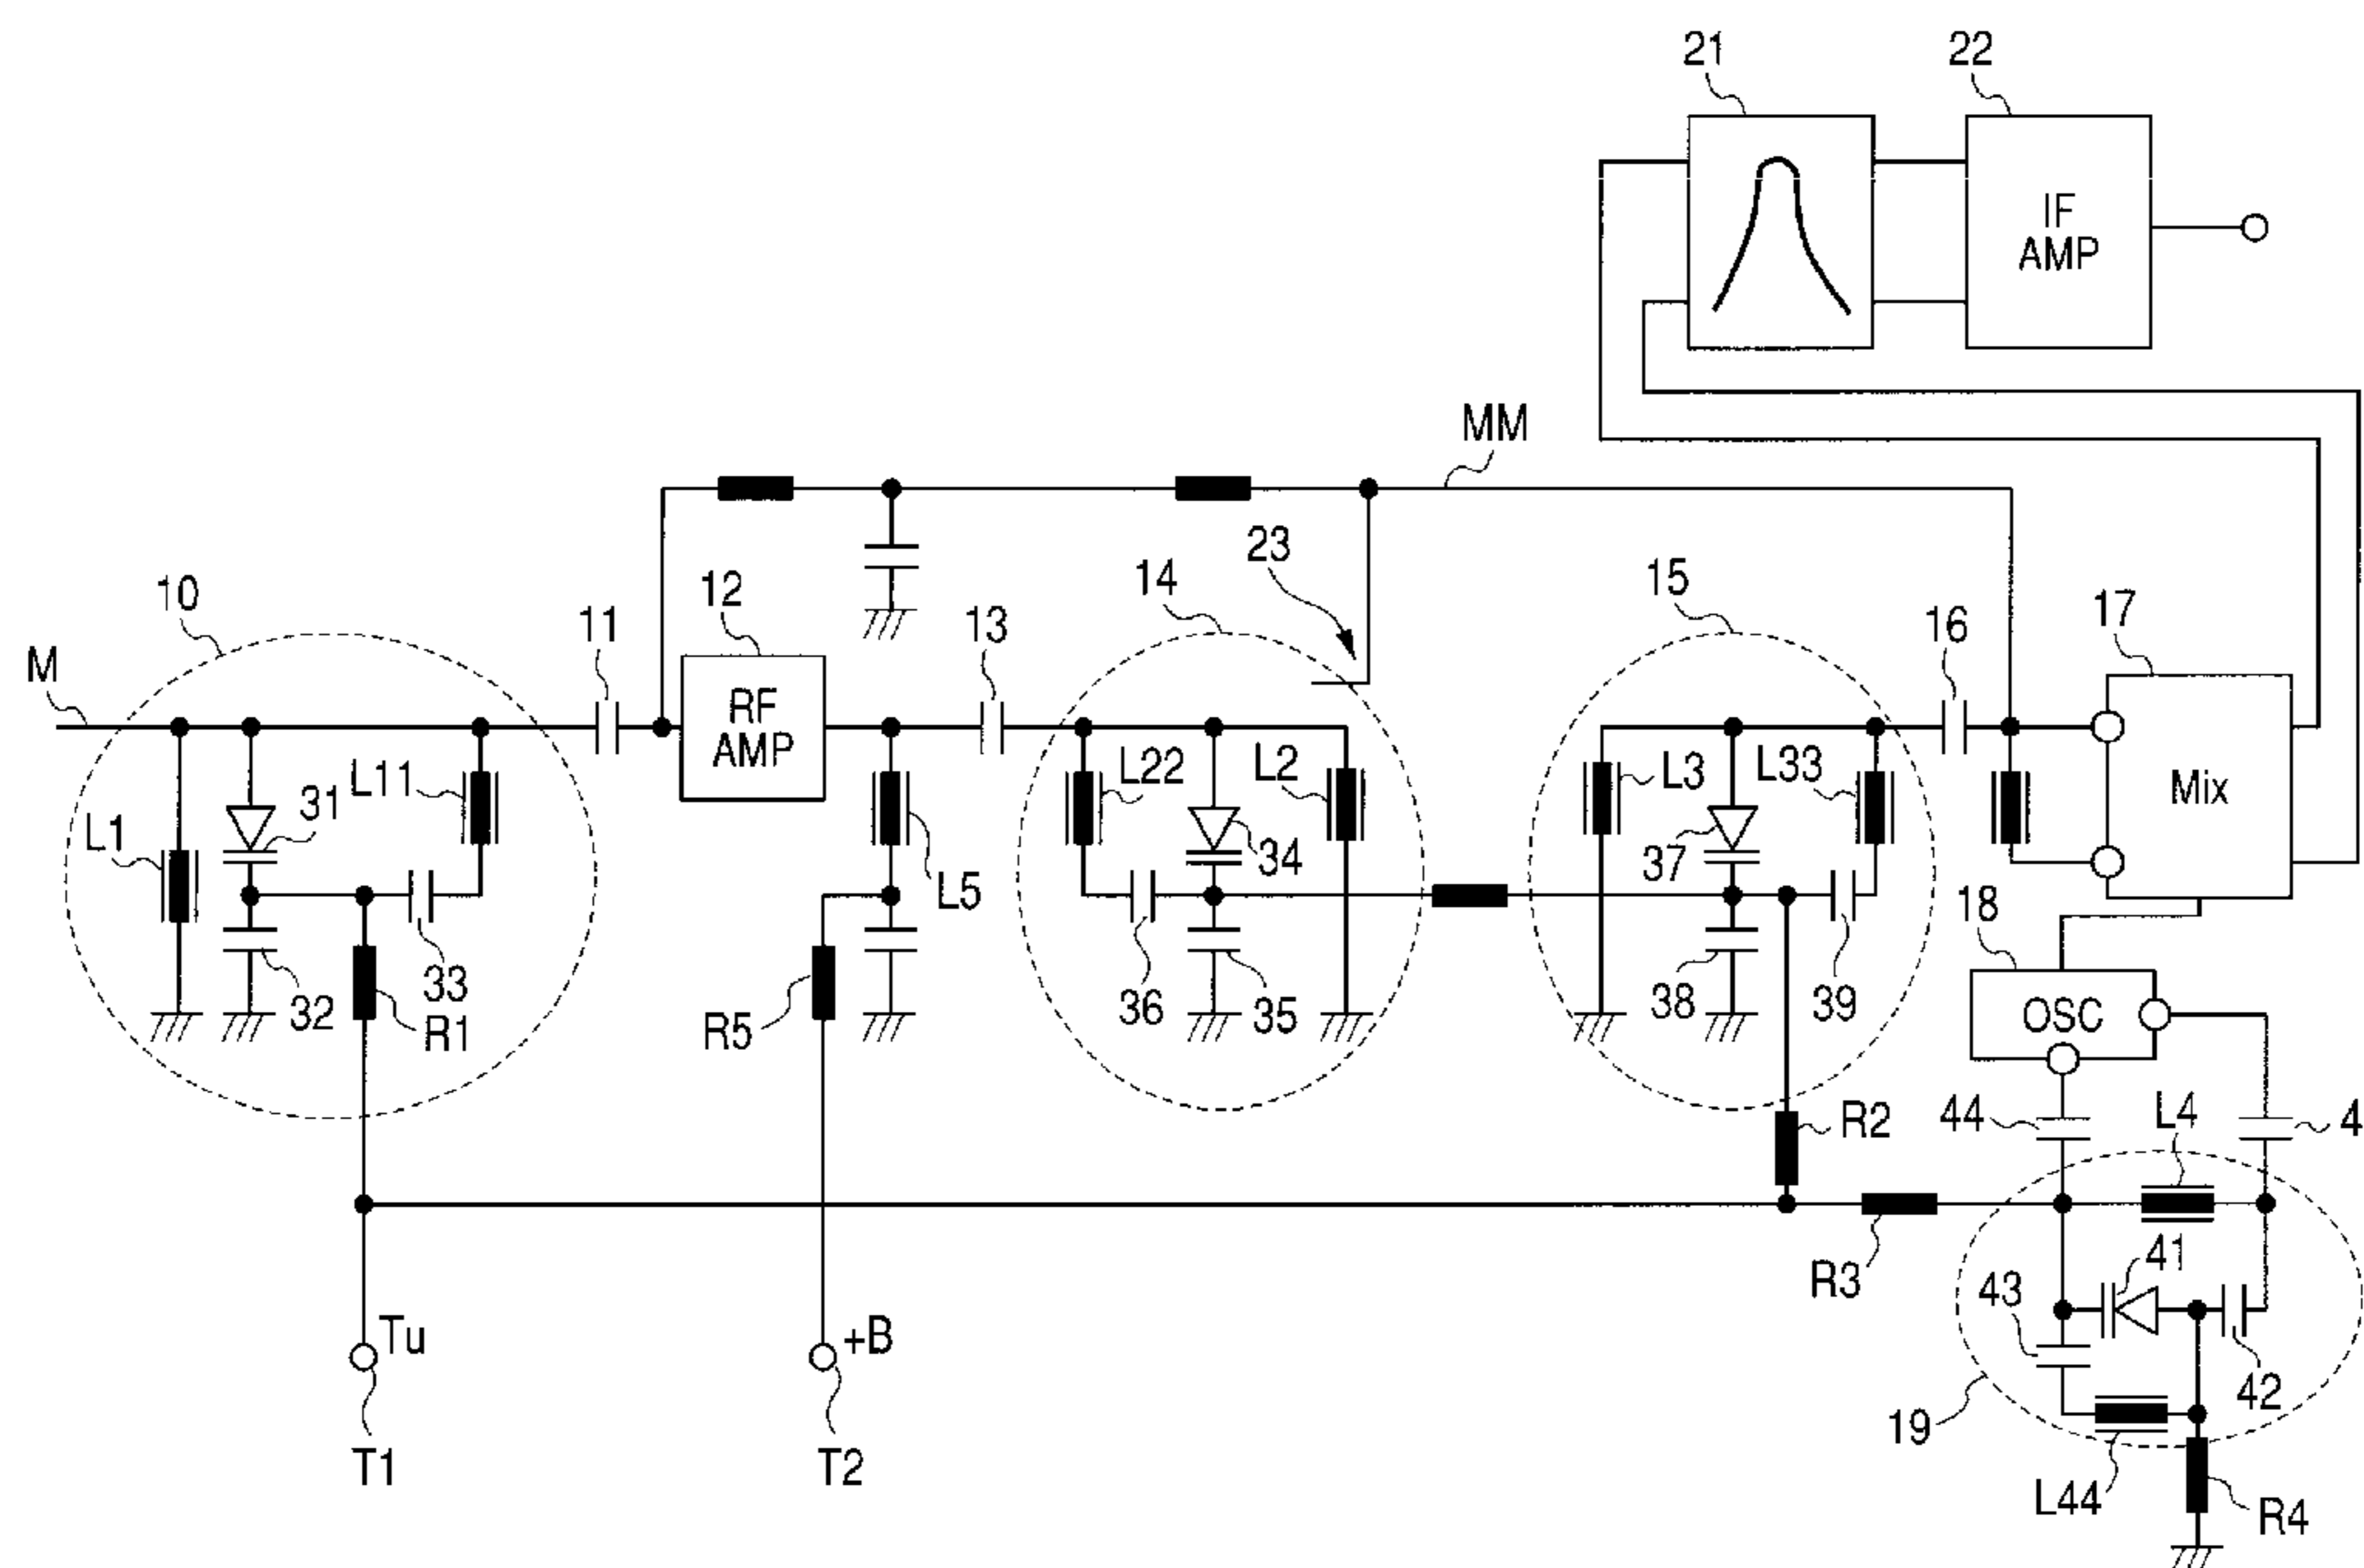 21
22
IF
AMP
MM
23
10
11
12
13
14
15
16
17
M
RF
AMP
L1
31
L11
L22
L2
L3
L33
Mix
34
37
L5
18
32
33
R1
R5
36
35
38
39
OSC
44
L4
4
R2
R3
43
41
42
Tu
+B
T1
T2
19
L44
R4